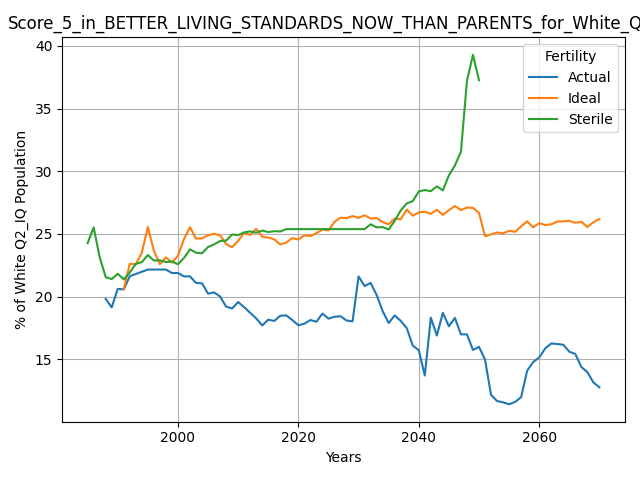 Score_5_in_BETTER_LIVING_STANDARDS_NOW_THAN_PARENTS_for_White_Q
Fertility
Actual
Ideal
Sterile
% of White Q2_IQ Population
40
35
30
25
20
15
2000 2020 2040 2060
Years